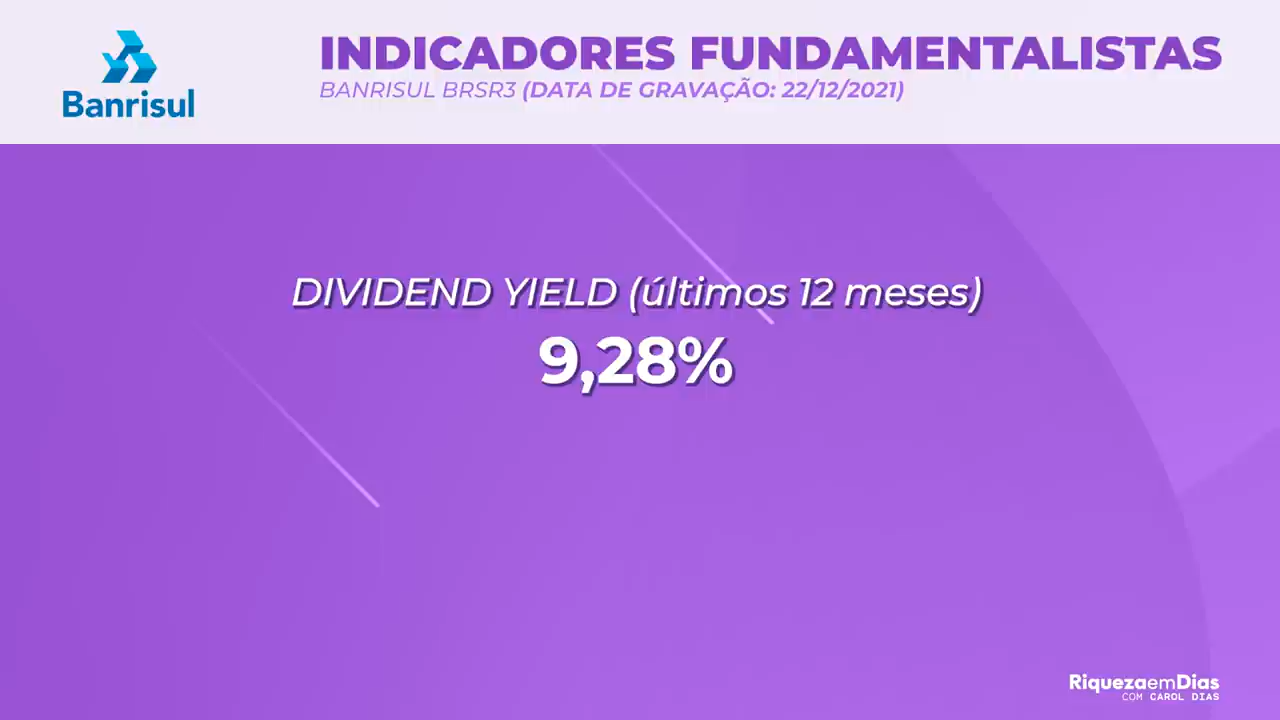 Banrisul
INDICADORES FUNDAMENTALISTAS
BANRISUL BRSR3 (DATA DE GRAVAÇÃO: 22/12/2021)
DIVIDEND YIELD (últimos 12 meses)
9,28%
RiquezaemDias
COM CAROL DIAS